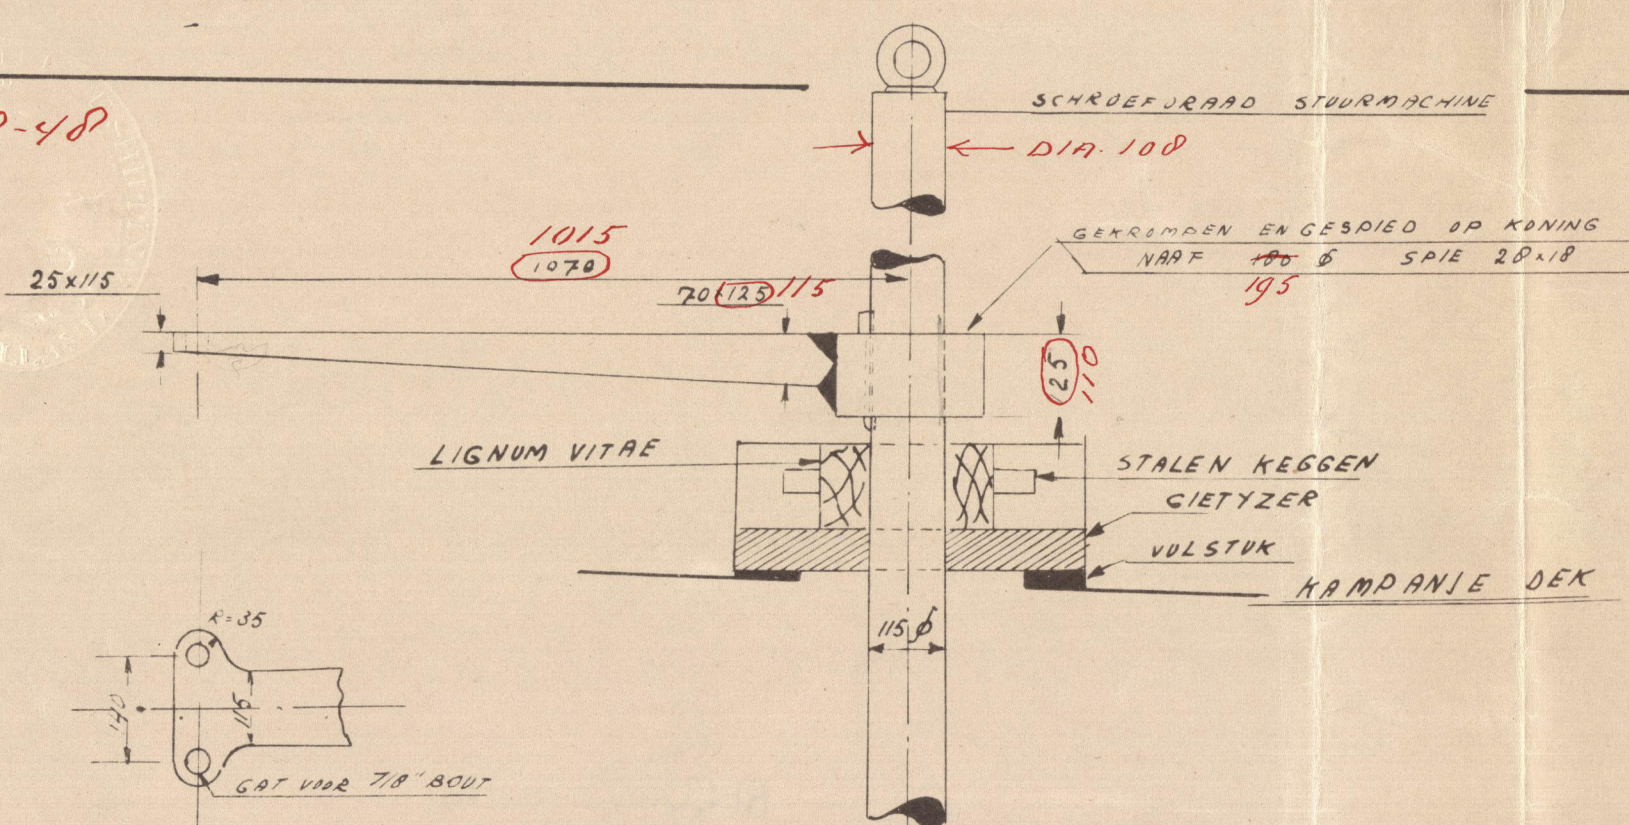 SCHROEFDRAAD STUURMACHINE
-48
DIA. 108
GEKROMPEN EN GESPIED OP KONING
NAAF 180 ϕ SPIE 28x18
195
1015
1070
25x115
70x125 115
125
110
LIGNUM VITAE
STALEN KEGGEN
GIETYZER
VULSTUK
KAMPANJE DEK
115 ϕ
R=35
140
115
GAT VOOR 7/8" BOUT